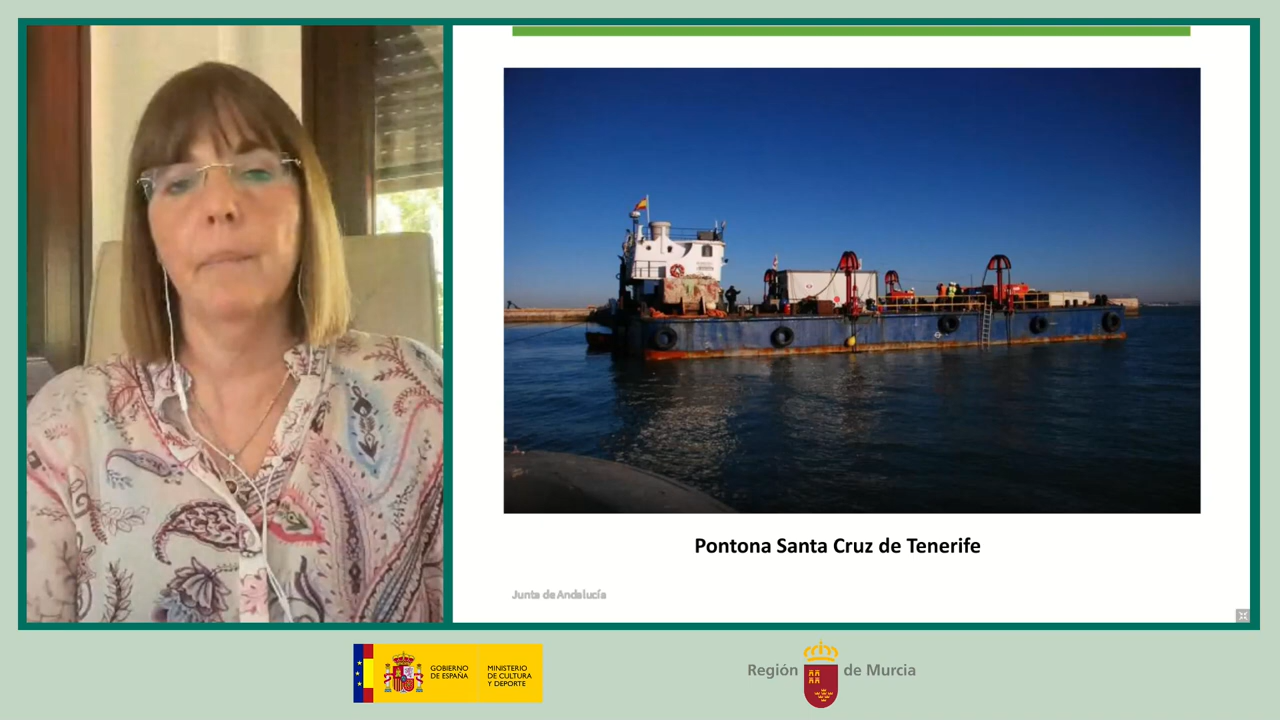 Pontona Santa Cruz de Tenerife
Junta de Andalucía
GOBIERNO
DE ESPAÑA
MINISTERIO
DE CULTURA
Y DEPORTE
Región de Murcia